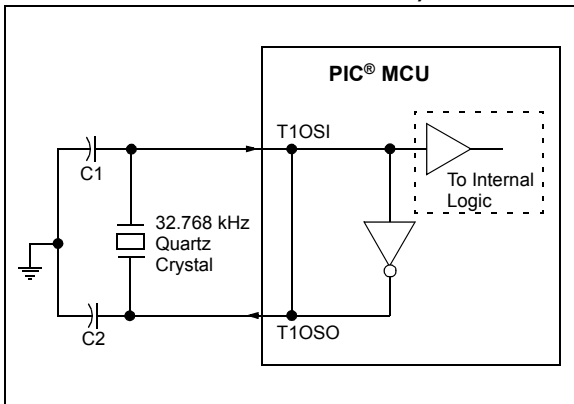 PIC® MCU
T1OSI
C1
To Internal
Logic
32.768 kHz
Quartz
Crystal
C2
T1OSO